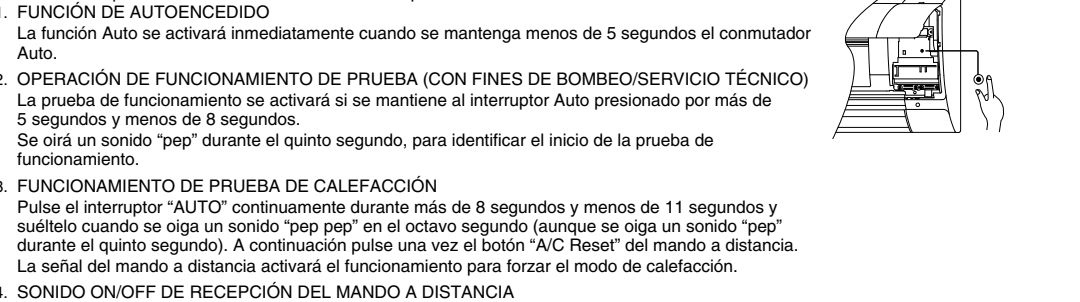 1. FUNCIÓN DE AUTOENCEDIDO
La función Auto se activará inmediatamente cuando se mantenga menos de 5 segundos el conmutador
Auto.
2. OPERACIÓN DE FUNCIONAMIENTO DE PRUEBA (CON FINES DE BOMBEO/SERVICIO TÉCNICO)
La prueba de funcionamiento se activará si se mantiene al interruptor Auto presionado por más de
5 segundos y menos de 8 segundos.
Se oirá un sonido “pep” durante el quinto segundo, para identificar el inicio de la prueba de
funcionamiento.
3. FUNCIONAMIENTO DE PRUEBA DE CALEFACCIÓN
Pulse el interruptor “AUTO” continuamente durante más de 8 segundos y menos de 11 segundos y
suéltelo cuando se oiga un sonido “pep pep” en el octavo segundo (aunque se oiga un sonido “pep”
durante el quinto segundo). A continuación pulse una vez el botón “A/C Reset” del mando a distancia.
La señal del mando a distancia activará el funcionamiento para forzar el modo de calefacción.
4. SONIDO ON/OFF DE RECEPCIÓN DEL MANDO A DISTANCIA